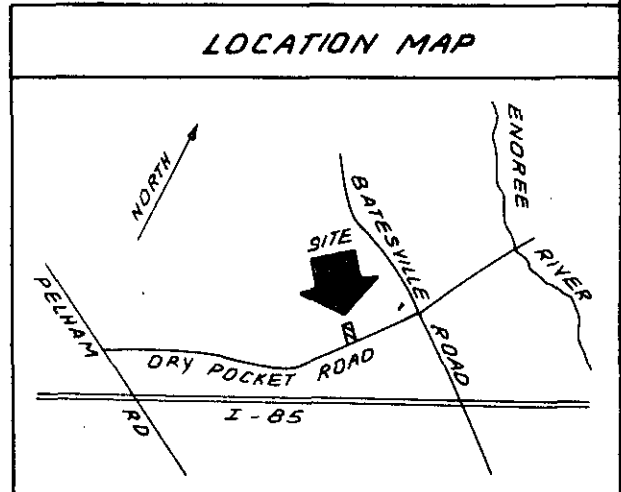 LOCATION MAP
NORTH
ENOREE
RIVER
BATESVILLE
ROAD
SITE
PELHAM
RD
DRY POCKET ROAD
I-85